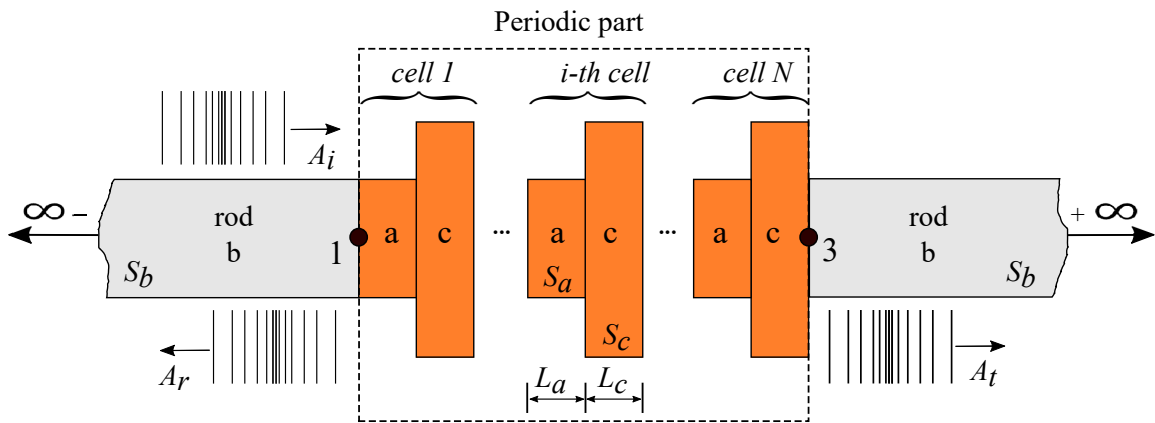 Periodic part
cell 1
i-th cell
cell N
A_i
∞ –
rod
b
S_b
1
a
c
...
a
c
S_a
S_c
...
a
c
3
rod
b
S_b
+ ∞
A_r
A_t
L_a
L_c